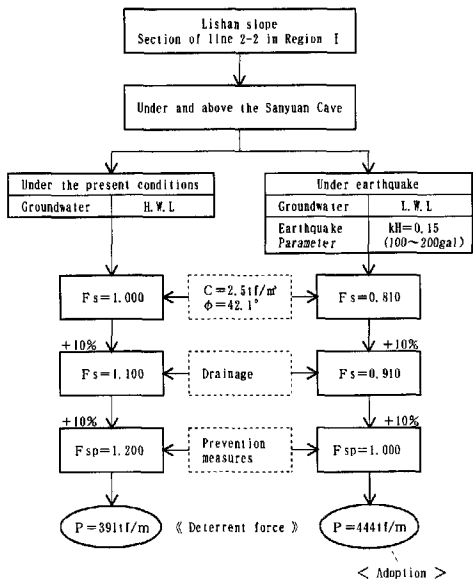 Lishan slope
Section of line 2-2 in Region I
Under and above the Sanyuan Cave
Under the present conditions
Groundwater H.W.L
Under earthquake
Groundwater L.W.L
Earthquake Parameter kH=0.15 (100~200gal)
Fs=1.000
C=2.5tf/m²
φ=42.1°
Fs=0.810
+10%
+10%
Fs=1.100
Drainage
Fs=0.910
+10%
+10%
Fsp=1.200
Prevention
measures
Fsp=1.000
P=391tf/m
《 Deterrent force 》
P=444tf/m
< Adoption >